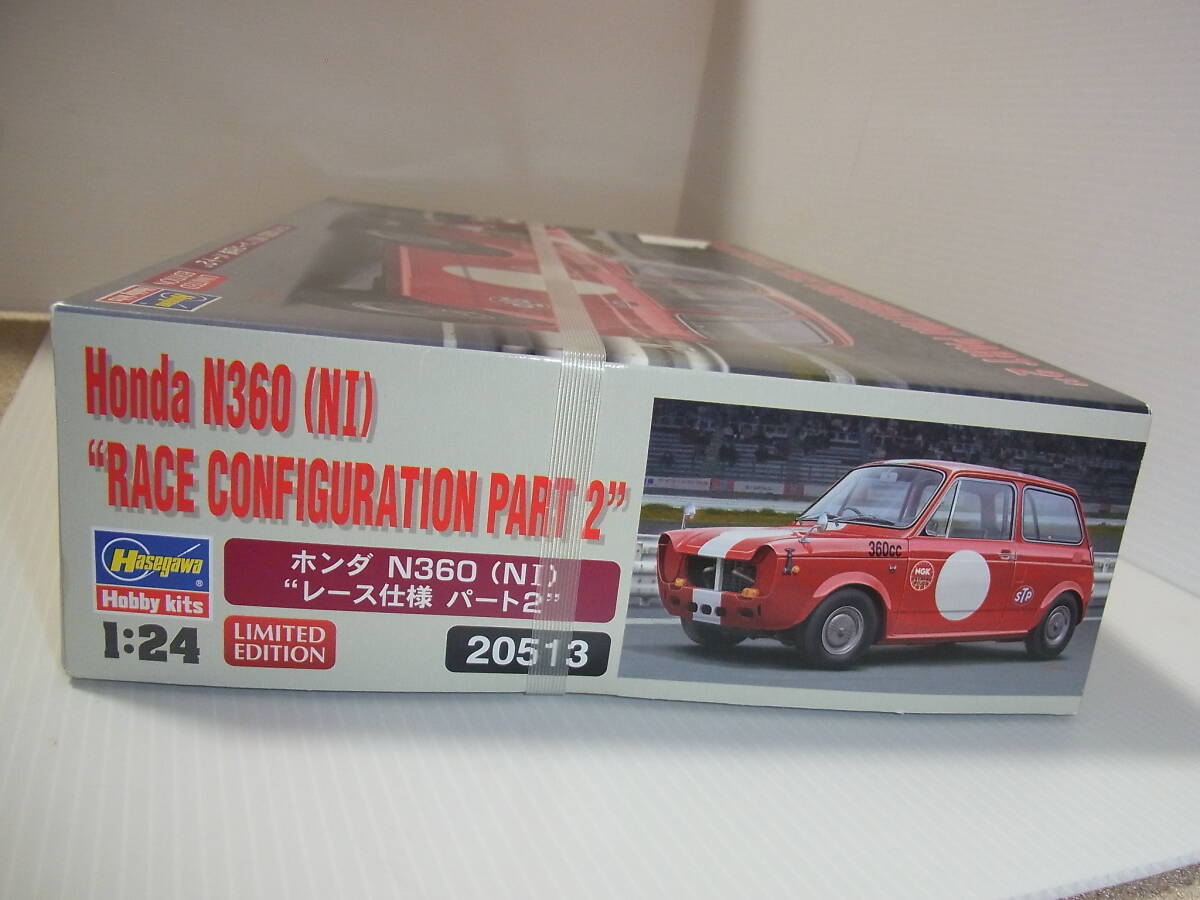 Honda N360 (NI)
“RACE CONFIGURATION PART 2”
Hasegawa®
Hobby kits
ホンダ N360 (NI)
“レース仕様 パート2”
1:24
LIMITED
EDITION
20513
360cc
NGK
STP